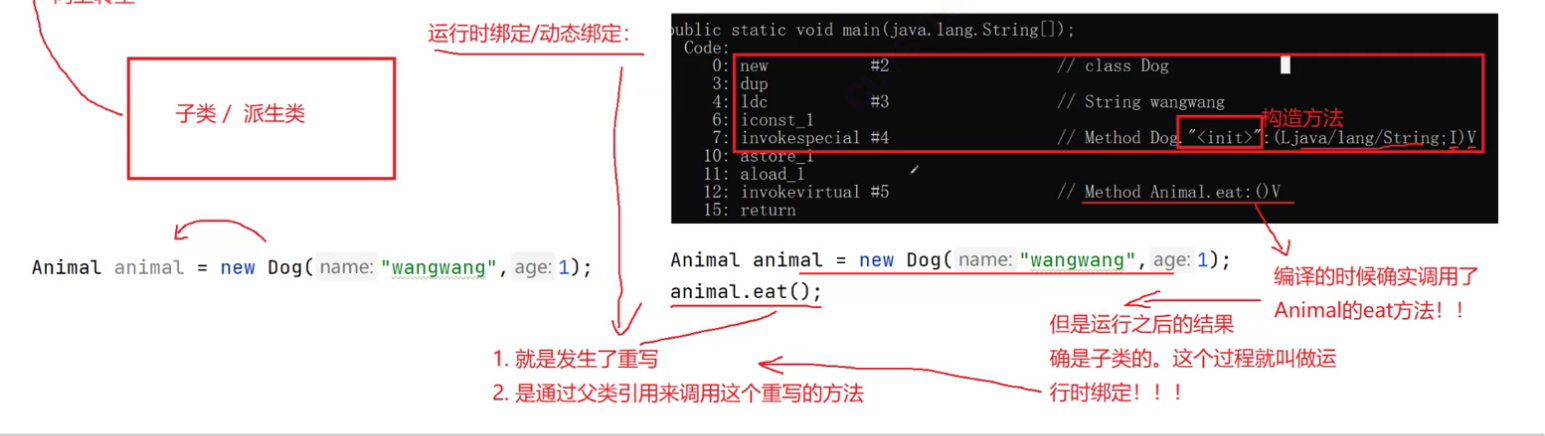 向上转型
子类 / 派生类
Animal animal = new Dog( name: "wangwang", age: 1);
运行时绑定/动态绑定：
public static void main(java.lang.String[]);
Code:
0: new #2 // class Dog
3: dup
4: ldc #3 // String wangwang
6: iconst_1
7: invokespecial #4 // Method Dog."<init>":(Ljava/lang/String;I)V
构造方法
10: astore_1
11: aload_1
12: invokevirtual #5 // Method Animal.eat:()V
15: return
Animal animal = new Dog( name: "wangwang", age: 1);
animal.eat();
编译的时候确实调用了
Animal的eat方法！！
但是运行之后的结果
确是子类的。这个过程就叫做运
行时绑定！！！
1. 就是发生了重写
2. 是通过父类引用来调用这个重写的方法